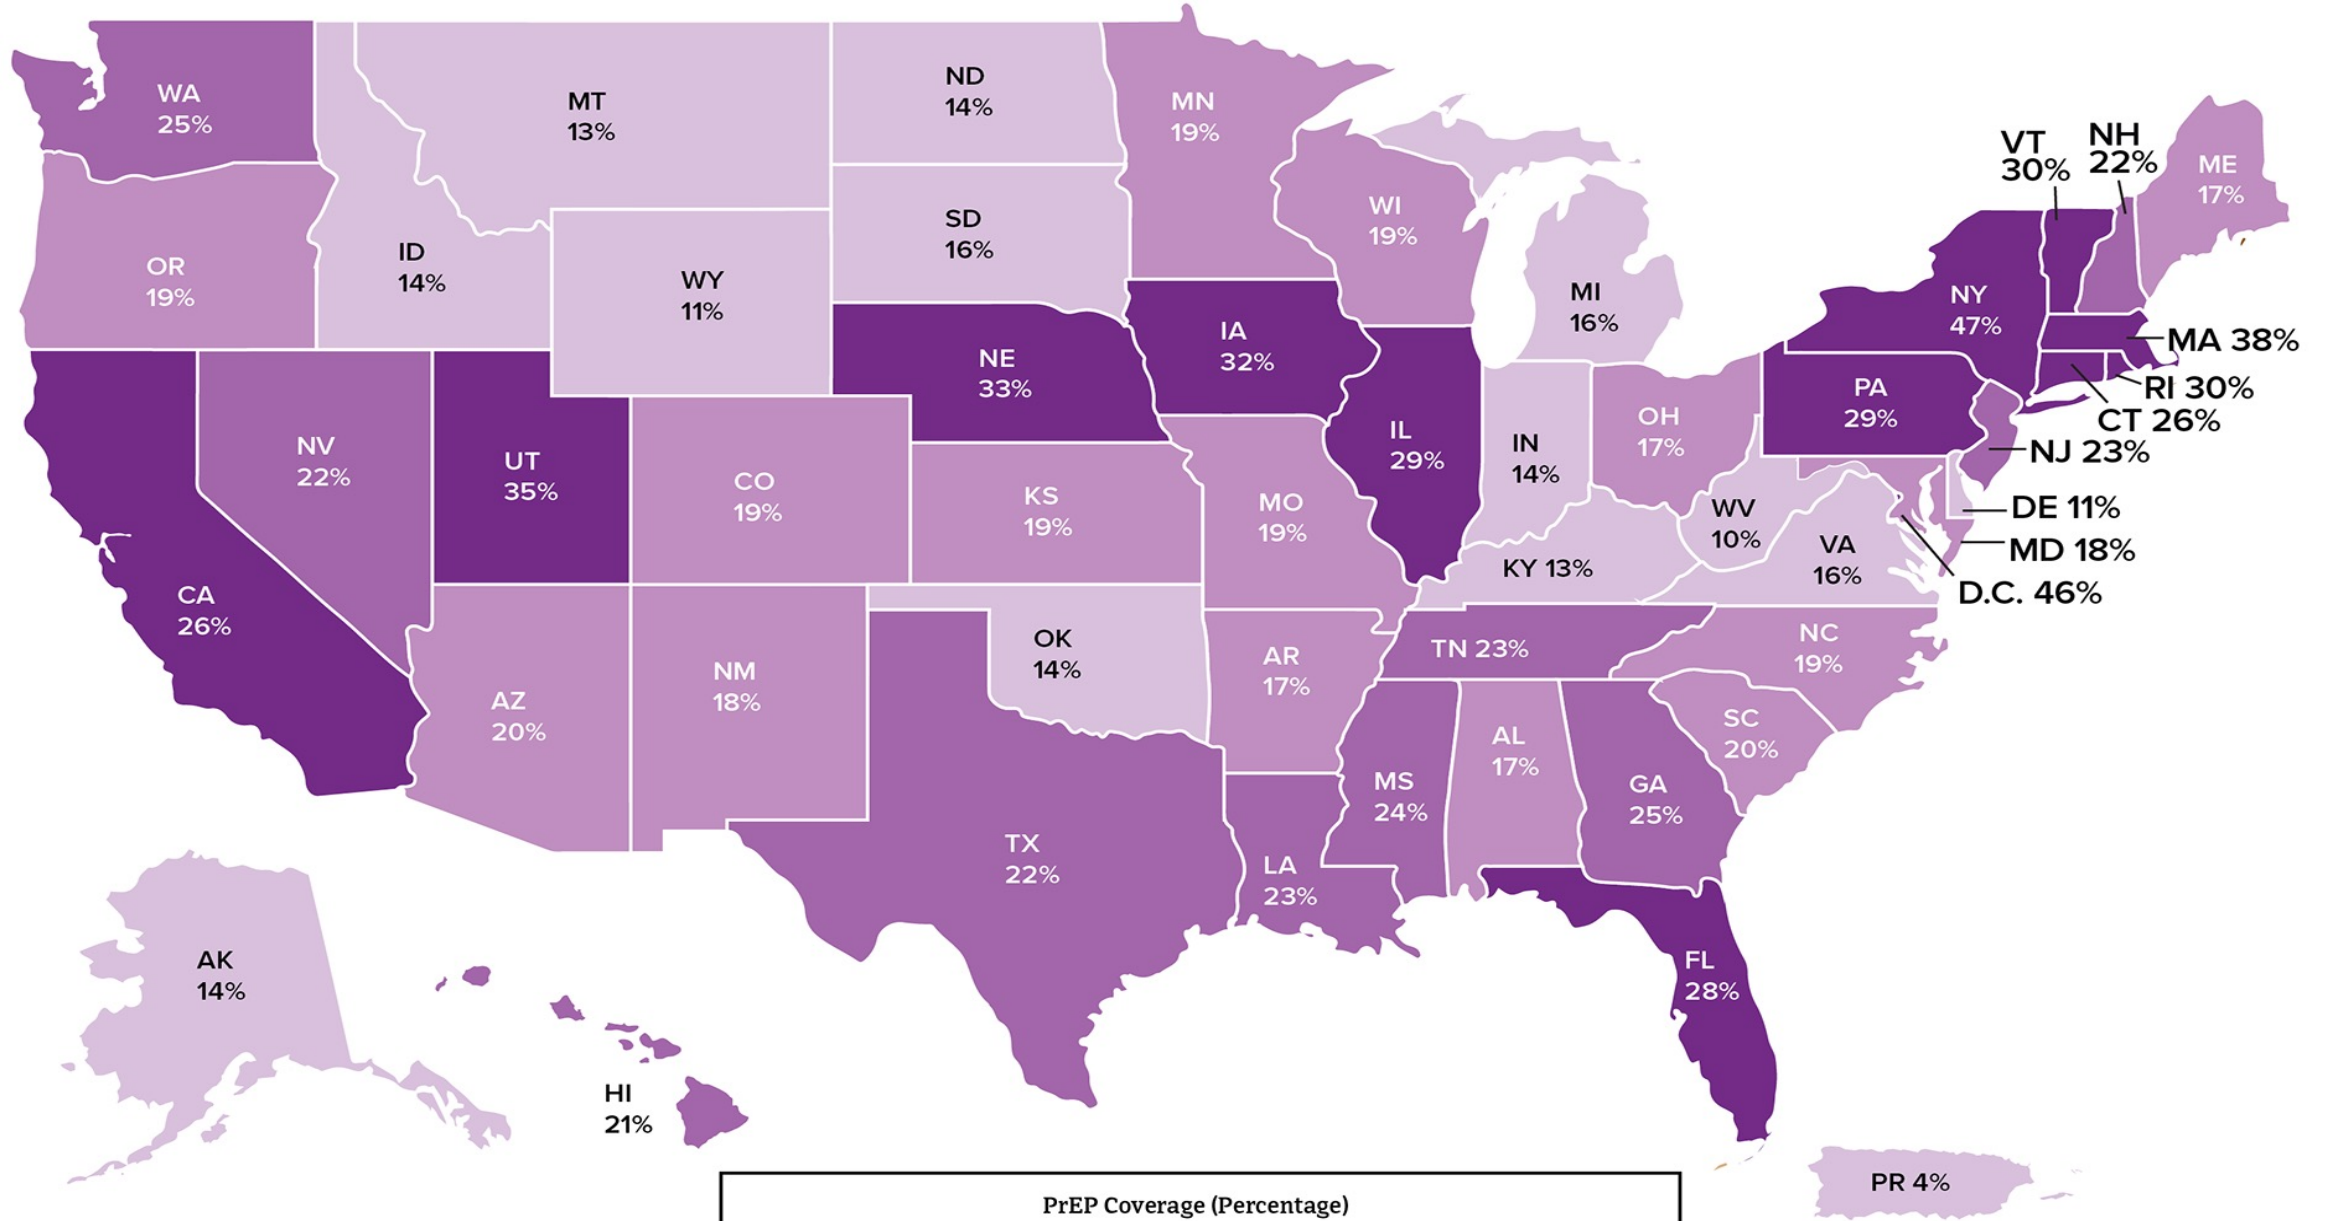 WA
25%
MT
13%
ND
14%
MN
19%
VT
30%
NH
22%
ME
17%
OR
19%
ID
14%
WY
11%
SD
16%
WI
19%
MI
16%
NY
47%
MA 38%
RI 30%
CT 26%
NJ 23%
NE
33%
IA
32%
PA
29%
NV
22%
UT
35%
CO
19%
KS
19%
MO
19%
IL
29%
IN
14%
OH
17%
WV
10%
VA
16%
KY 13%
DE 11%
MD 18%
D.C. 46%
CA
26%
AZ
20%
NM
18%
OK
14%
AR
17%
TN 23%
NC
19%
SC
20%
TX
22%
LA
23%
MS
24%
AL
17%
GA
25%
FL
28%
AK
14%
HI
21%
PR 4%
PrEP Coverage (Percentage)